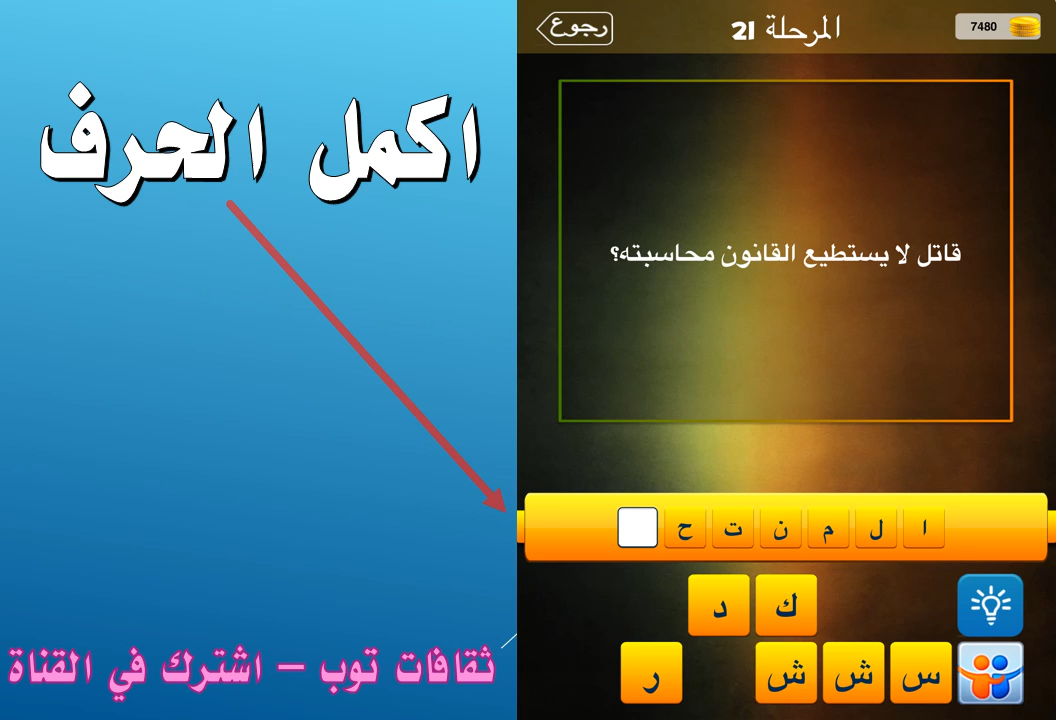 اكمل الحرف
ثقافات توب – اشترك في القناة
رجوع
المرحلة 21
7480
قاتل لا يستطيع القانون محاسبته؟
ا ل م ن ت ح
ك د
س ش ش ر